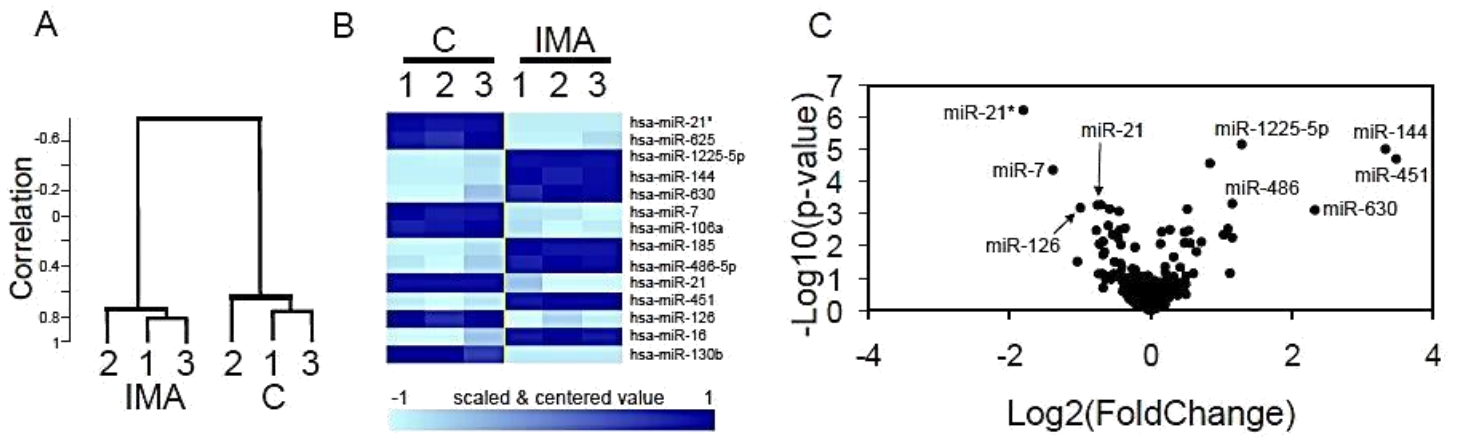 A
Correlation
-0.6
-0.2
0
0.4
0.8
1
2 1 3 2 1 3
IMA C
B
C IMA
1 2 3 1 2 3
hsa-miR-21*
hsa-miR-625
hsa-miR-1225-5p
hsa-miR-144
hsa-miR-630
hsa-miR-7
hsa-miR-106a
hsa-miR-185
hsa-miR-486-5p
hsa-miR-21
hsa-miR-451
hsa-miR-126
hsa-miR-16
hsa-miR-130b
-1 scaled & centered value 1
C
-Log10(p-value)
7
6
5
4
3
2
1
0
miR-21*
miR-21
miR-1225-5p
miR-144
miR-7
miR-451
miR-486
miR-630
miR-126
-4 -2 0 2 4
Log2(FoldChange)